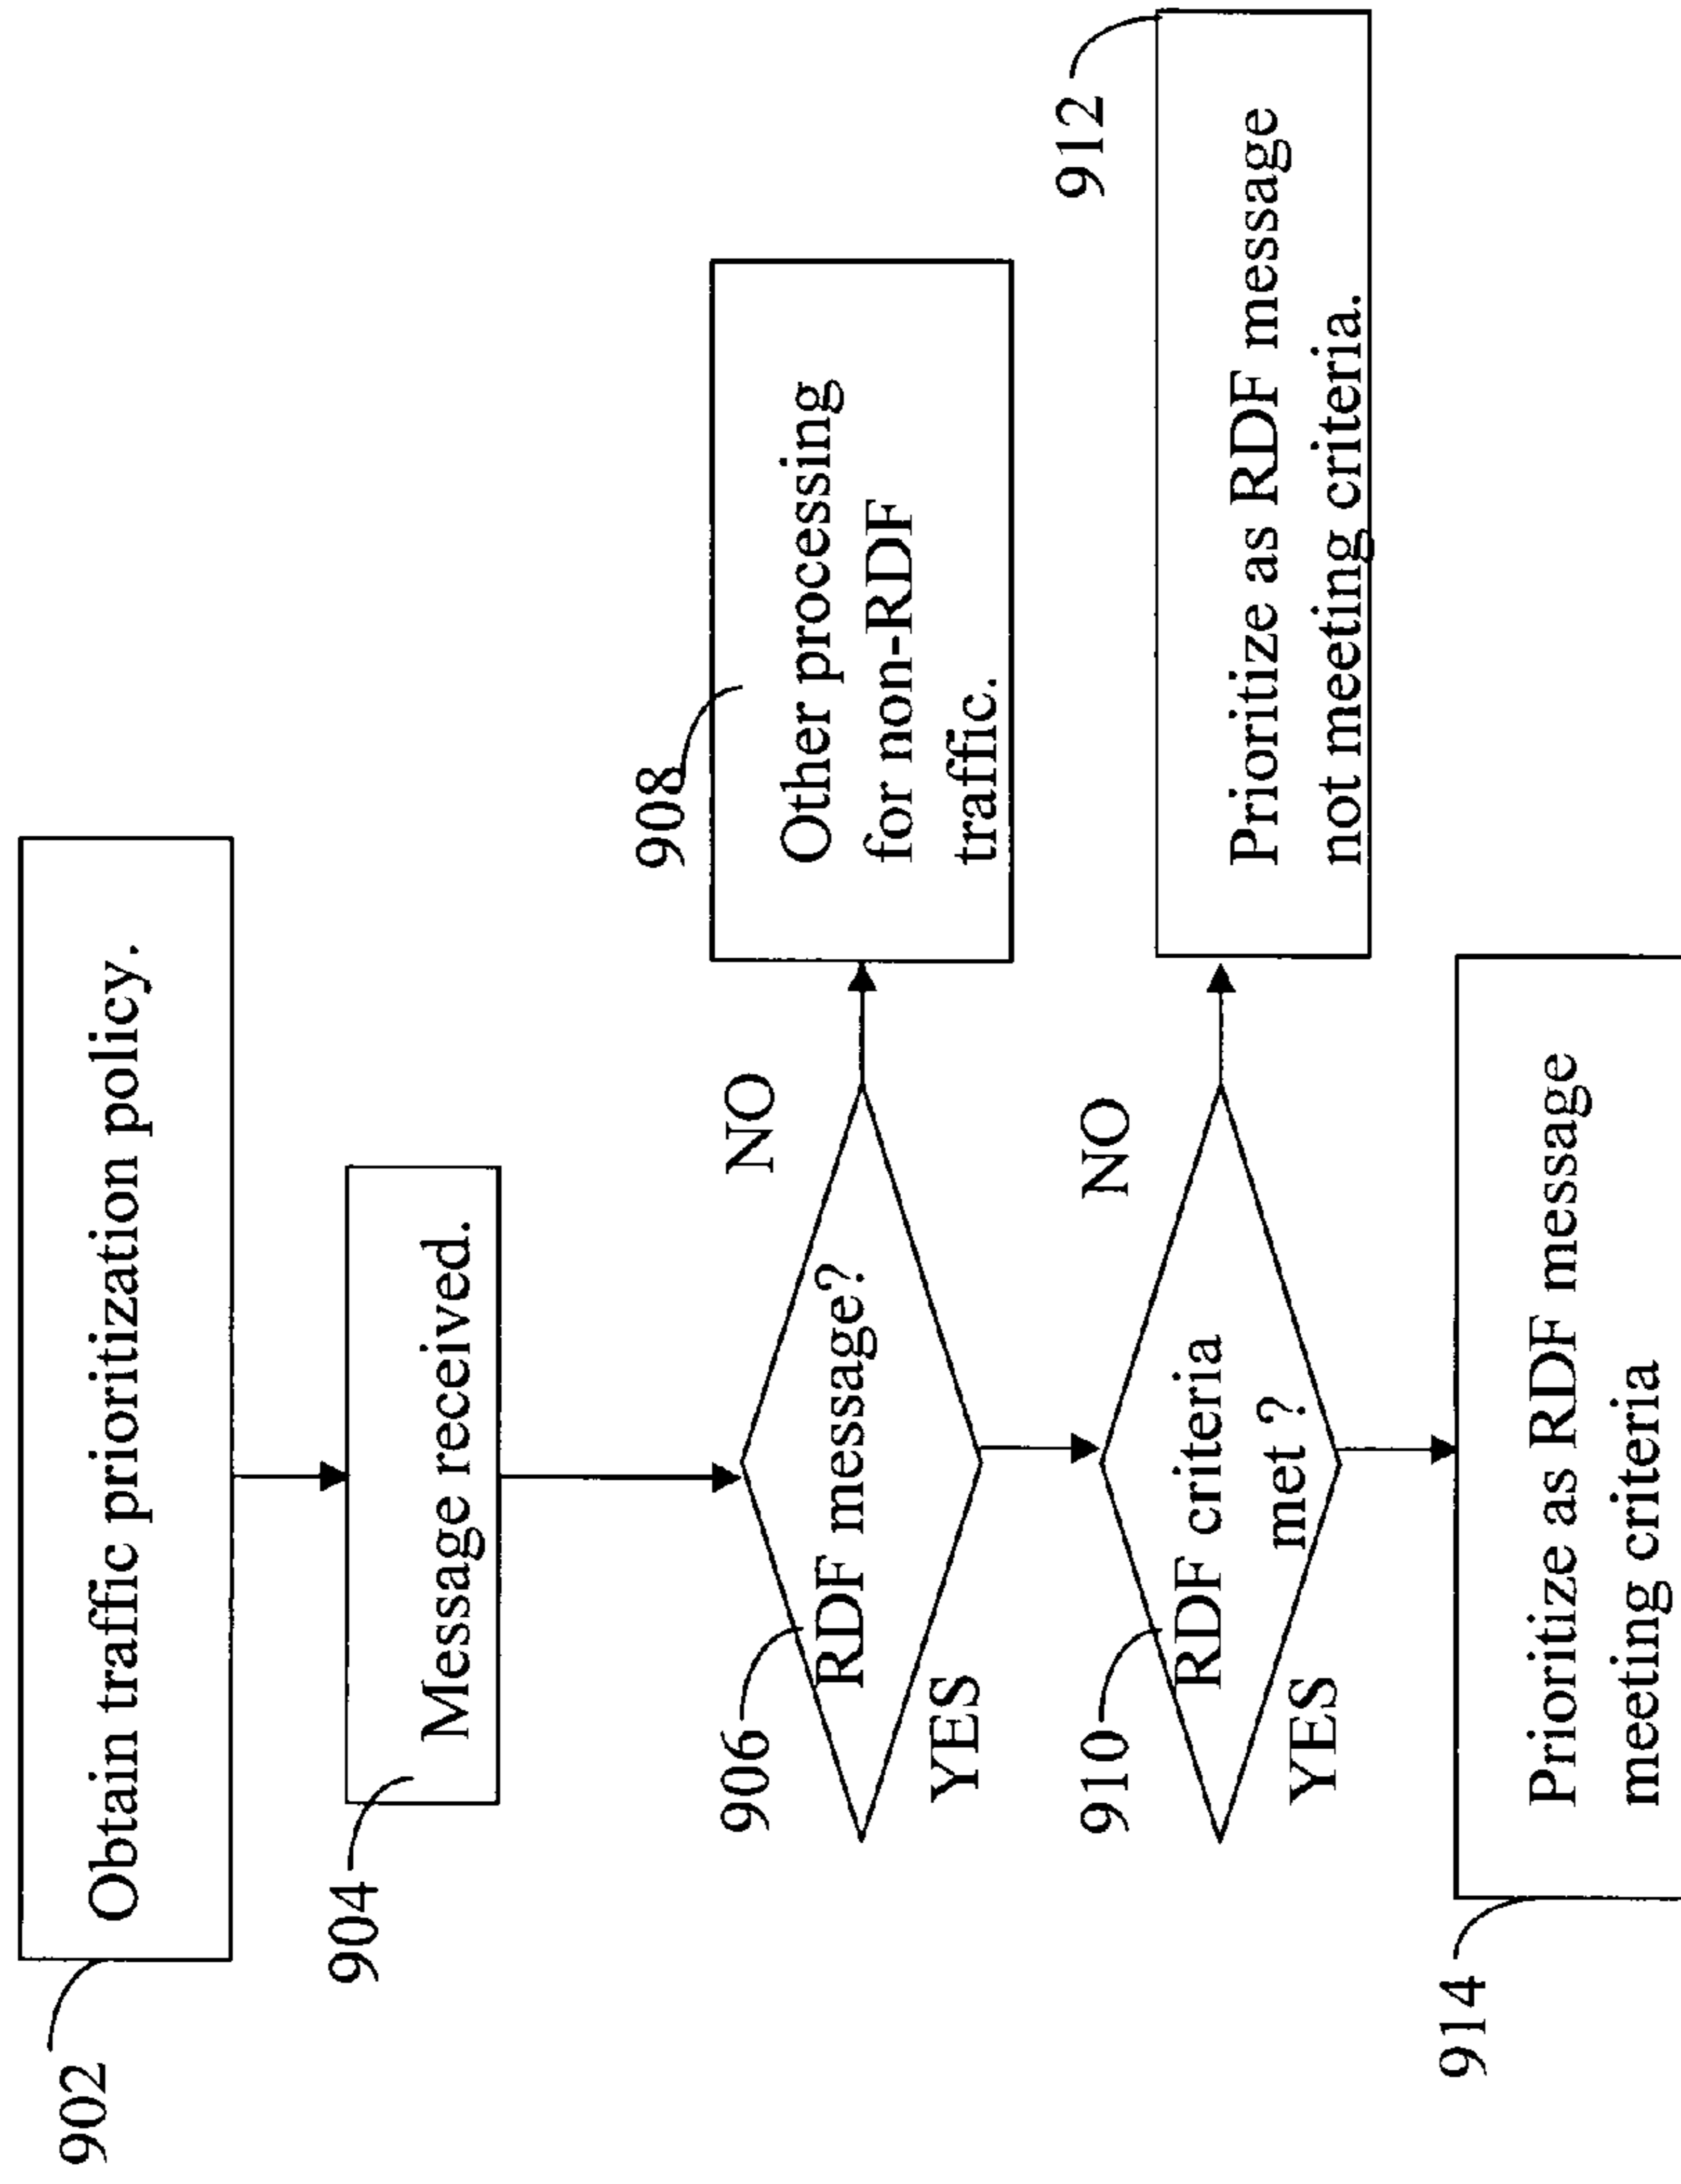 902
Obtain traffic prioritization policy.
904
Message received.
906
RDF message?
NO
YES
908
Other processing
for non-RDF
traffic.
910
RDF criteria
met ?
NO
YES
912
Prioritize as RDF message
not meeting criteria.
914
Prioritize as RDF message
meeting criteria